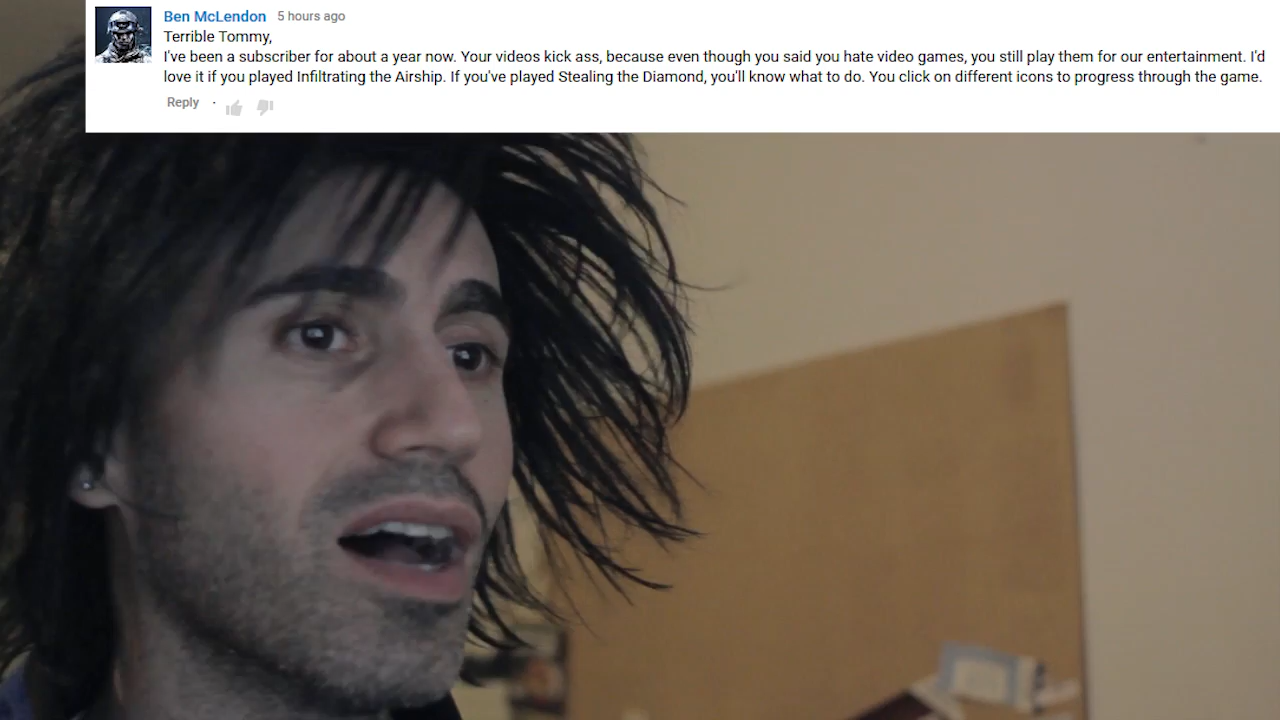 Ben McLendon 5 hours ago
Terrible Tommy,
I've been a subscriber for about a year now. Your videos kick ass, because even though you said you hate video games, you still play them for our entertainment. I'd
love it if you played Infiltrating the Airship. If you've played Stealing the Diamond, you'll know what to do. You click on different icons to progress through the game.
Reply ·